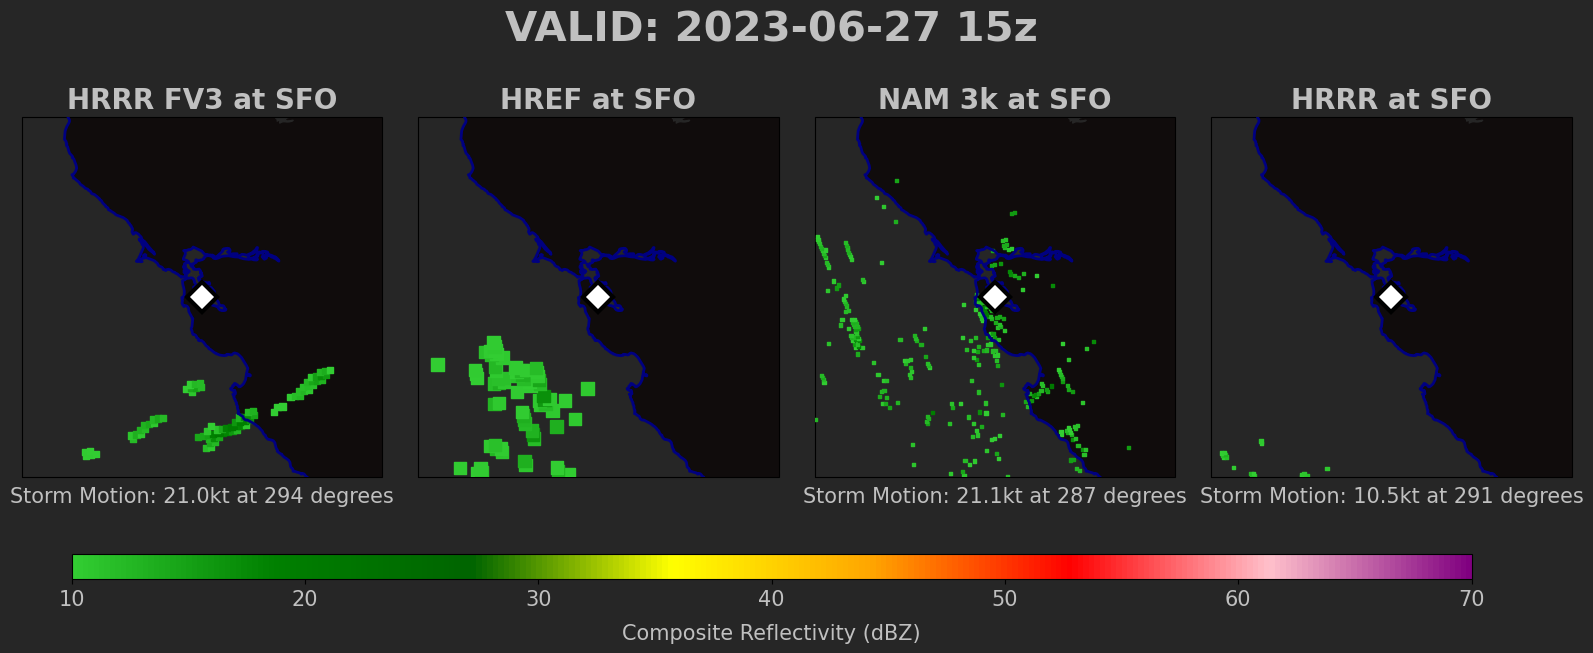 VALID: 2023-06-27 15z
HRRR FV3 at SFO
HREF at SFO
NAM 3k at SFO
HRRR at SFO
Storm Motion: 21.0kt at 294 degrees
Storm Motion: 21.1kt at 287 degrees
Storm Motion: 10.5kt at 291 degrees
10 20 30 40 50 60 70
Composite Reflectivity (dBZ)